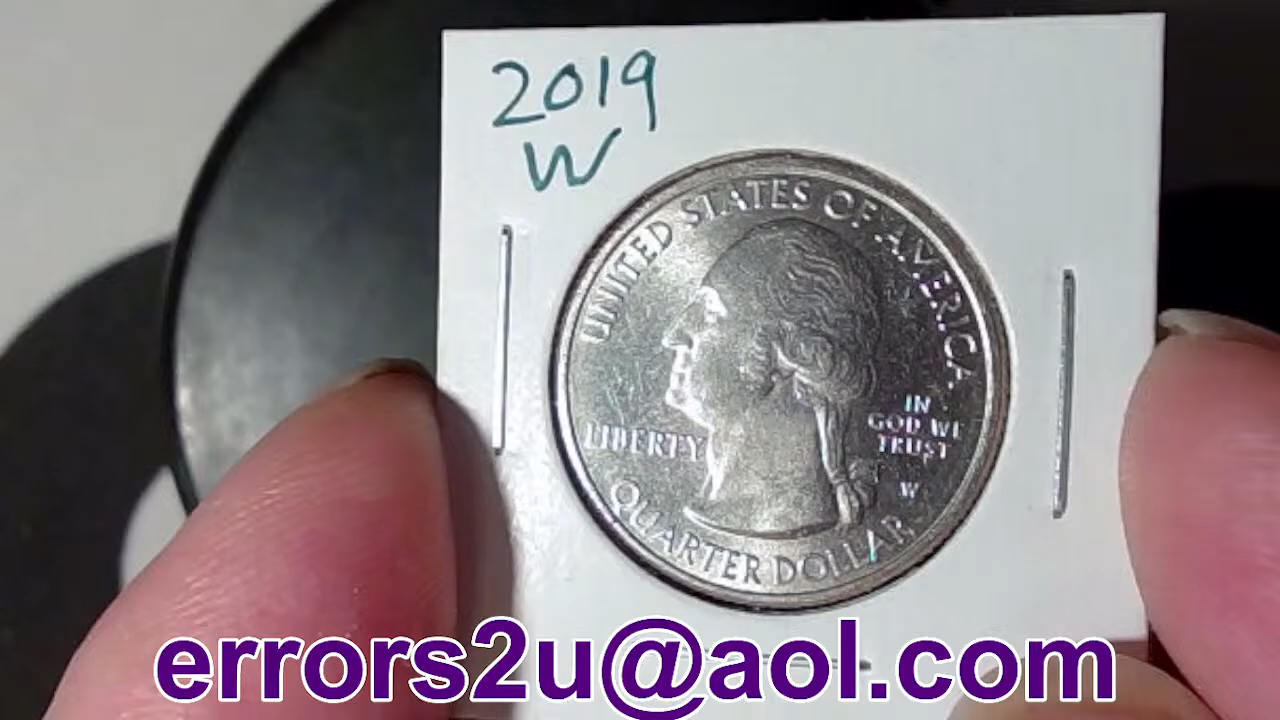 2019
W
UNITED STATES OF AMERICA
LIBERTY
IN
GOD WE
TRUST
W
QUARTER DOLLAR
errors2u@aol.com